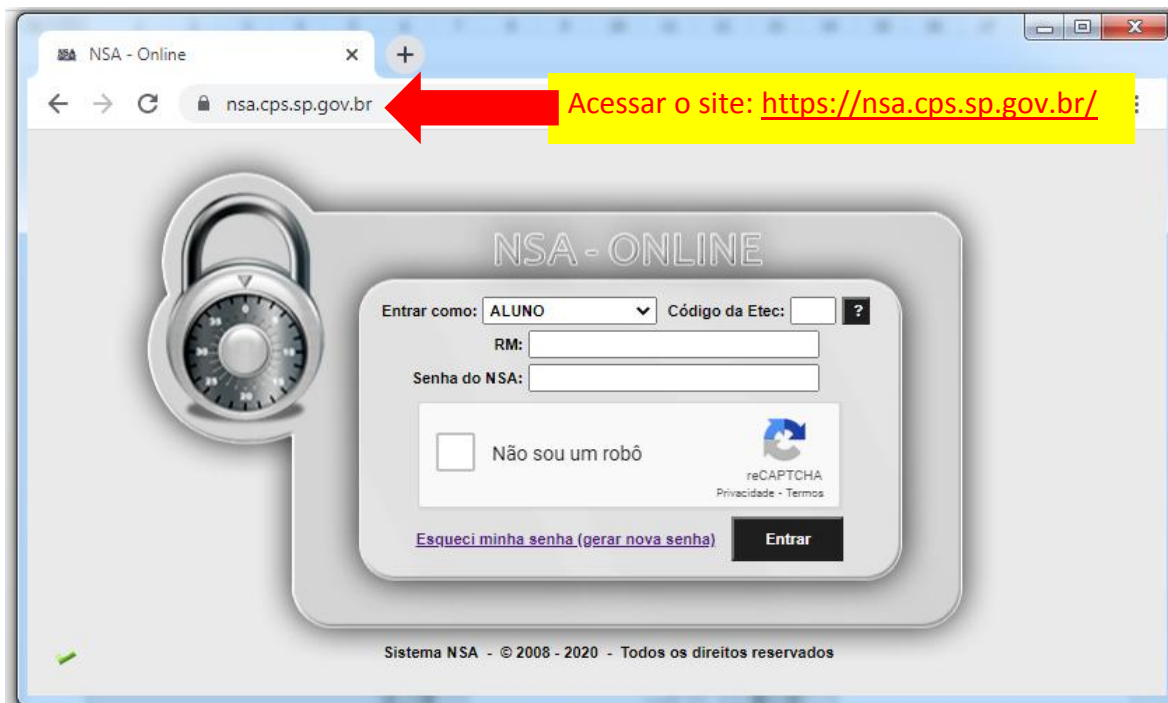 NSA - Online
nsa.cps.sp.gov.br
Acessar o site: https://nsa.cps.sp.gov.br/
NSA - ONLINE
Entrar como: ALUNO Código da Etec: ?
RM:
Senha do NSA:
Não sou um robô
reCAPTCHA
Privacidade - Termos
Esqueci minha senha (gerar nova senha) Entrar
Sistema NSA - © 2008 - 2020 - Todos os direitos reservados